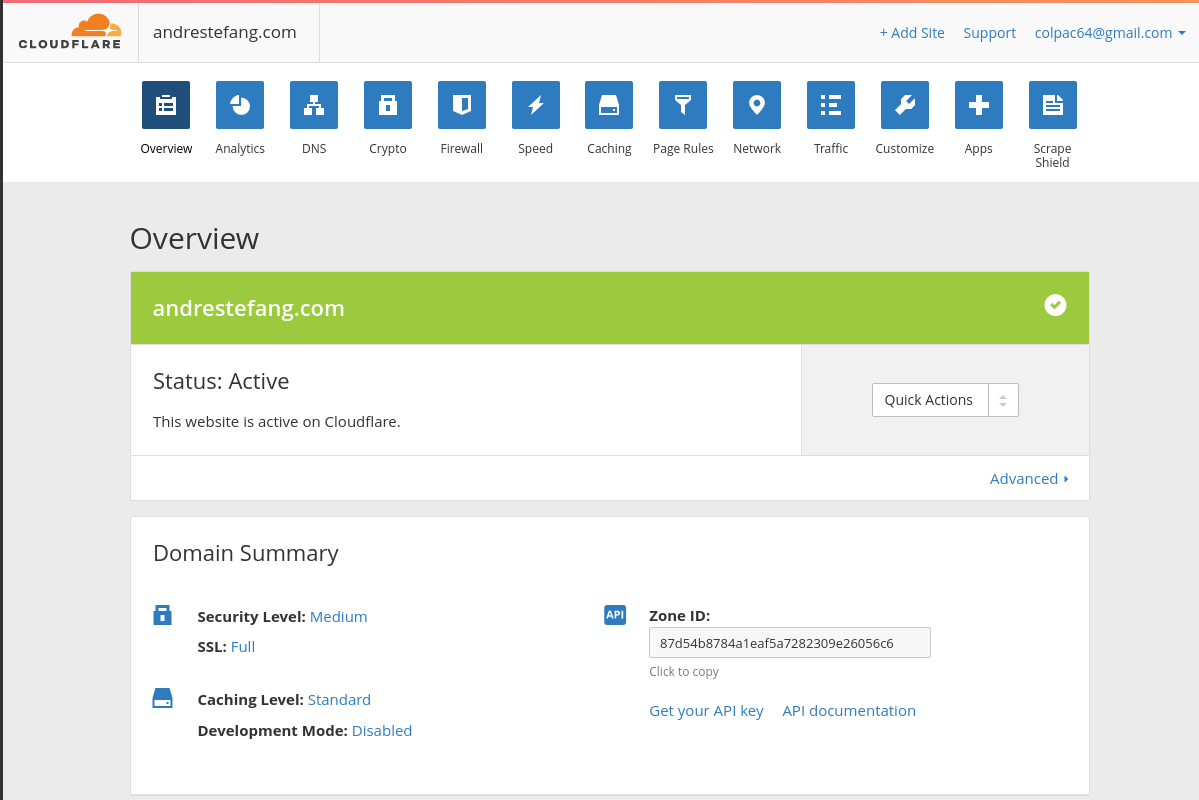 CLOUDFLARE
andrestefang.com
+ Add Site Support colpac64@gmail.com
Overview Analytics DNS Crypto Firewall Speed Caching Page Rules Network Traffic Customize Apps Scrape
Shield
Overview
andrestefang.com
Status: Active
This website is active on Cloudflare.
Quick Actions
Advanced
Domain Summary
Security Level: Medium
SSL: Full
Caching Level: Standard
Development Mode: Disabled
API
Zone ID:
87d54b8784a1eaf5a7282309e26056c6
Click to copy
Get your API key API documentation